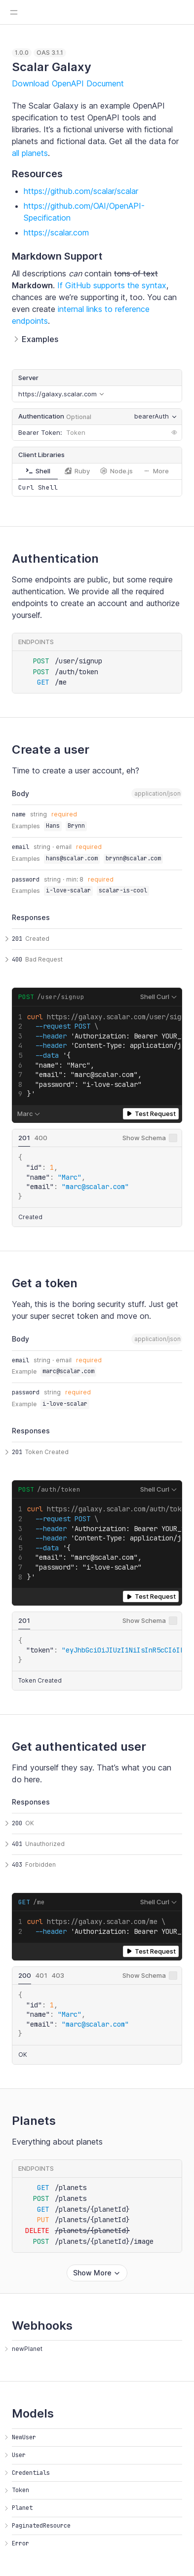 1.0.0 OAS 3.1.1
Scalar Galaxy
Download OpenAPI Document
The Scalar Galaxy is an example OpenAPI
specification to test OpenAPI tools and
libraries. It's a fictional universe with fictional
planets and fictional data. Get all the data for
all planets.
Resources
https://github.com/scalar/scalar
https://github.com/OAI/OpenAPI-
Specification
https://scalar.com
Markdown Support
All descriptions can contain tons of text
Markdown. If GitHub supports the syntax,
chances are we're supporting it, too. You can
even create internal links to reference
endpoints.
Examples
Server
https://galaxy.scalar.com
Authentication Optional bearerAuth
Bearer Token: Token
Client Libraries
Shell Ruby Node.js More
Curl Shell
Authentication
Some endpoints are public, but some require
authentication. We provide all the required
endpoints to create an account and authorize
yourself.
ENDPOINTS
POST /user/signup
POST /auth/token
GET /me
Create a user
Time to create a user account, eh?
Body application/json
name string required
Examples Hans Brynn
email string · email required
Examples hans@scalar.com brynn@scalar.com
password string · min: 8 required
Examples i-love-scalar scalar-is-cool
Responses
201 Created
400 Bad Request
POST /user/signup Shell Curl
1 curl https://galaxy.scalar.com/user/sig
2 --request POST \
3 --header 'Authorization: Bearer YOUR_
4 --header 'Content-Type: application/j
5 --data '{
6 "name": "Marc",
7 "email": "marc@scalar.com",
8 "password": "i-love-scalar"
9 }'
Marc Test Request
201 400 Show Schema
{
"id": 1,
"name": "Marc",
"email": "marc@scalar.com"
}
Created
Get a token
Yeah, this is the boring security stuff. Just get
your super secret token and move on.
Body application/json
email string · email required
Example marc@scalar.com
password string required
Example i-love-scalar
Responses
201 Token Created
POST /auth/token Shell Curl
1 curl https://galaxy.scalar.com/auth/tok
2 --request POST \
3 --header 'Authorization: Bearer YOUR_
4 --header 'Content-Type: application/j
5 --data '{
6 "email": "marc@scalar.com",
7 "password": "i-love-scalar"
8 }'
Test Request
201 Show Schema
{
"token": "eyJhbGciOiJIUzI1NiIsInR5cCI6I
}
Token Created
Get authenticated user
Find yourself they say. That's what you can
do here.
Responses
200 OK
401 Unauthorized
403 Forbidden
GET /me Shell Curl
1 curl https://galaxy.scalar.com/me \
2 --header 'Authorization: Bearer YOUR_
Test Request
200 401 403 Show Schema
{
"id": 1,
"name": "Marc",
"email": "marc@scalar.com"
}
OK
Planets
Everything about planets
ENDPOINTS
GET /planets
POST /planets
GET /planets/{planetId}
PUT /planets/{planetId}
DELETE /planets/{planetId}
POST /planets/{planetId}/image
Show More
Webhooks
newPlanet
Models
NewUser
User
Credentials
Token
Planet
PaginatedResource
Error